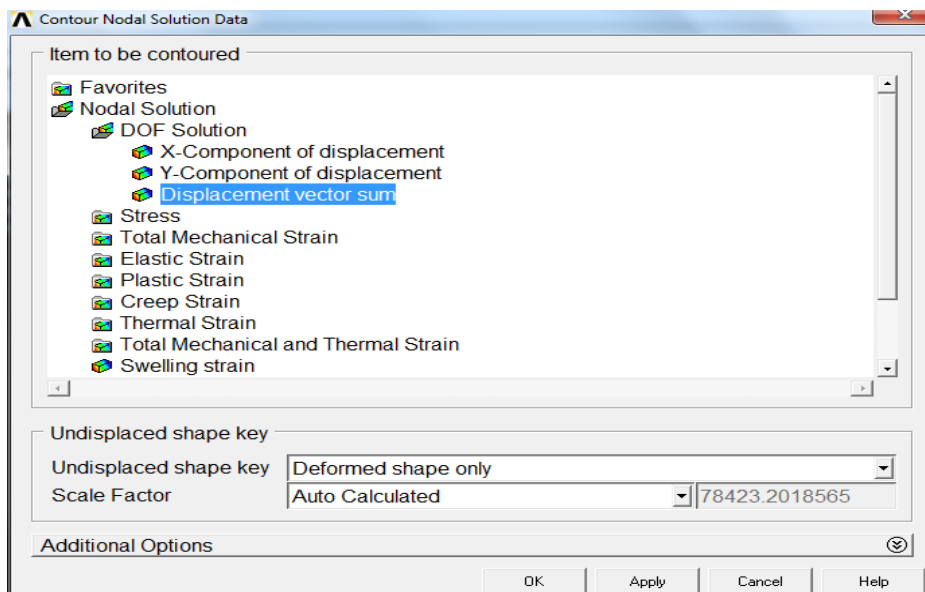 Contour Nodal Solution Data
Item to be contoured
Favorites
Nodal Solution
DOF Solution
X-Component of displacement
Y-Component of displacement
Displacement vector sum
Stress
Total Mechanical Strain
Elastic Strain
Plastic Strain
Creep Strain
Thermal Strain
Total Mechanical and Thermal Strain
Swelling strain
Undisplaced shape key
Undisplaced shape key Deformed shape only
Scale Factor Auto Calculated 78423.2018565
Additional Options
OK Apply Cancel Help